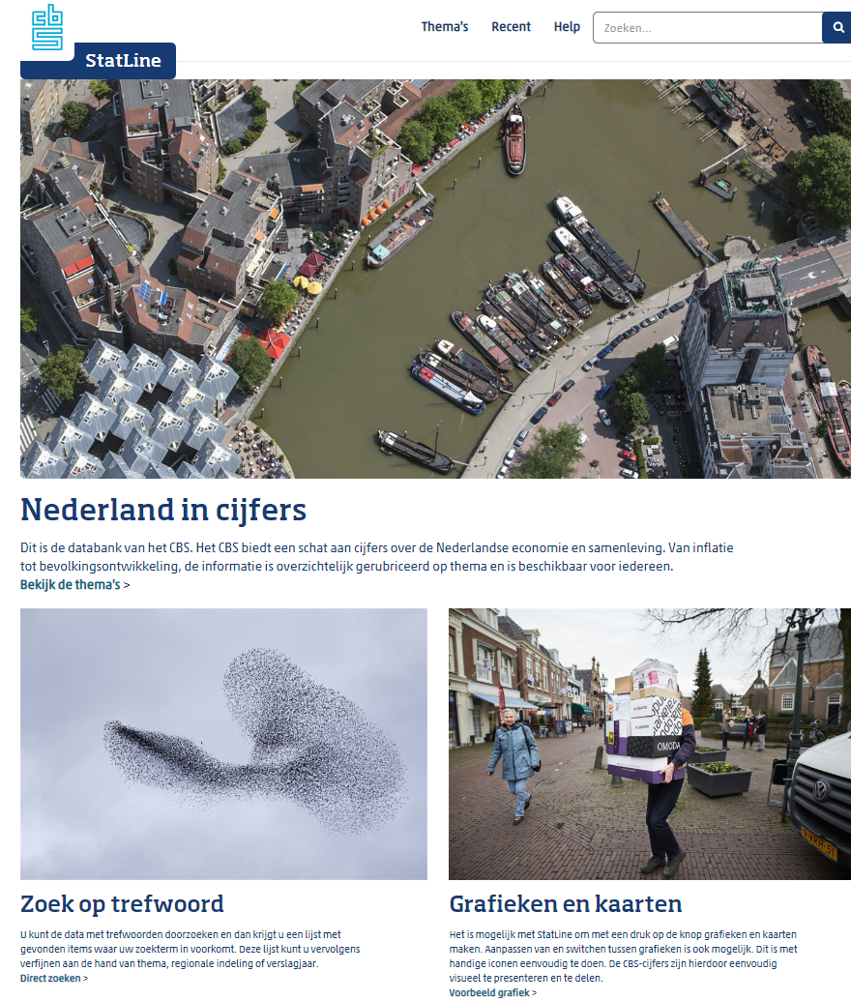 cbs
StatLine
Thema's
Recent
Help
Zoeken...
Nederland in cijfers
Dit is de databank van het CBS. Het CBS biedt een schat aan cijfers over de Nederlandse economie en samenleving. Van inflatie
tot bevolkingsontwikkeling, de informatie is overzichtelijk gerubriceerd op thema en is beschikbaar voor iedereen.
Bekijk de thema's >
OMODA
Zoek op trefwoord
U kunt de data met trefwoorden doorzoeken en dan krijgt u een lijst met
gevonden items waar uw zoekterm in voorkomt. Deze lijst kunt u vervolgens
verfijnen aan de hand van thema, regionale indeling of verslagjaar.
Direct zoeken >
Grafieken en kaarten
Het is mogelijk met StatLine om met een druk op de knop grafieken en kaarten
maken. Aanpassen van en switchen tussen grafieken is ook mogelijk. Dit is met
handige iconen eenvoudig te doen. De CBS-cijfers zijn hierdoor eenvoudig
visueel te presenteren en te delen.
Voorbeeld grafiek >